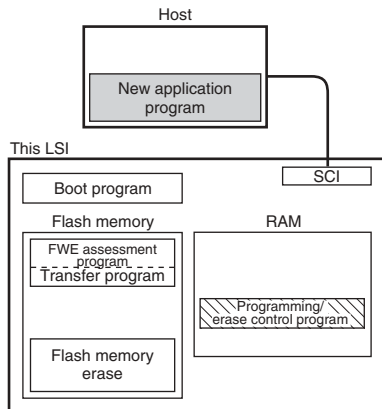 Host
New application
program
This LSI
SCI
Boot program
Flash memory
RAM
FWE assessment
program
Transfer program
Programming/
erase control program
Flash memory
erase